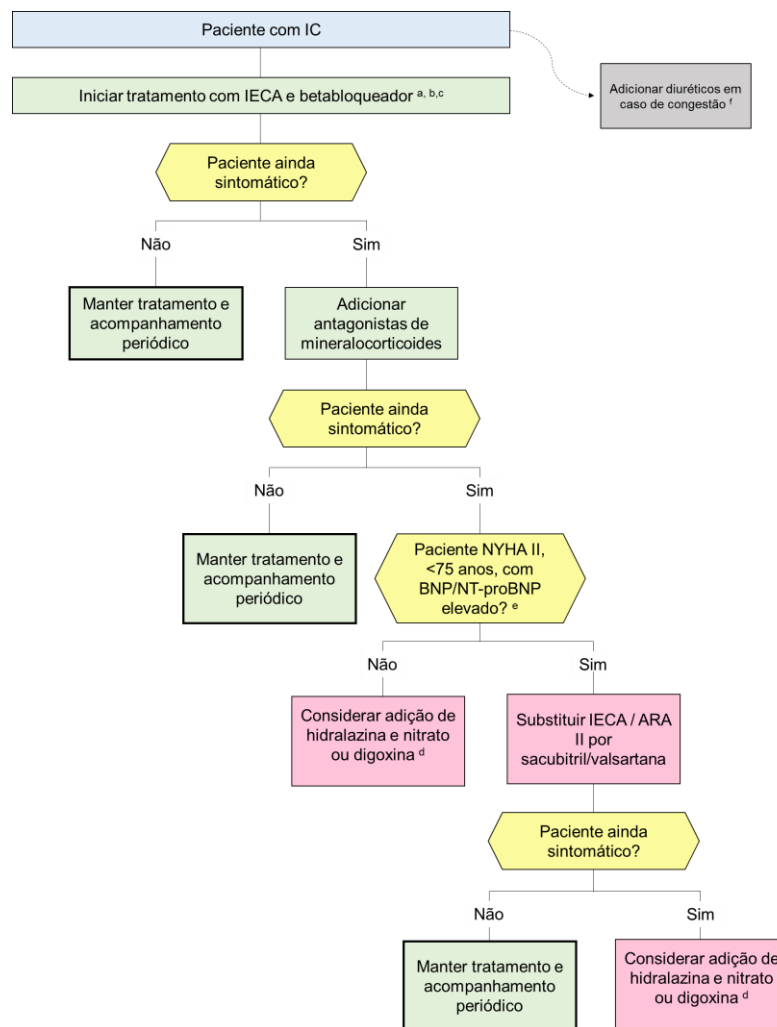 Paciente com IC
Iniciar tratamento com IECA e betabloqueador a, b,c
Adicionar diuréticos em
caso de congestão f
Paciente ainda
sintomático?
Não
Sim
Manter tratamento e
acompanhamento
periódico
Adicionar
antagonistas de
mineralocorticoides
Paciente ainda
sintomático?
Não
Sim
Manter tratamento e
acompanhamento
periódico
Paciente NYHA II,
<75 anos, com
BNP/NT-proBNP
elevado? e
Não
Sim
Considerar adição de
hidralazina e nitrato
ou digoxina d
Substituir IECA / ARA
II por
sacubitril/valsartana
Paciente ainda
sintomático?
Não
Sim
Manter tratamento e
acompanhamento
periódico
Considerar adição de
hidralazina e nitrato
ou digoxina d